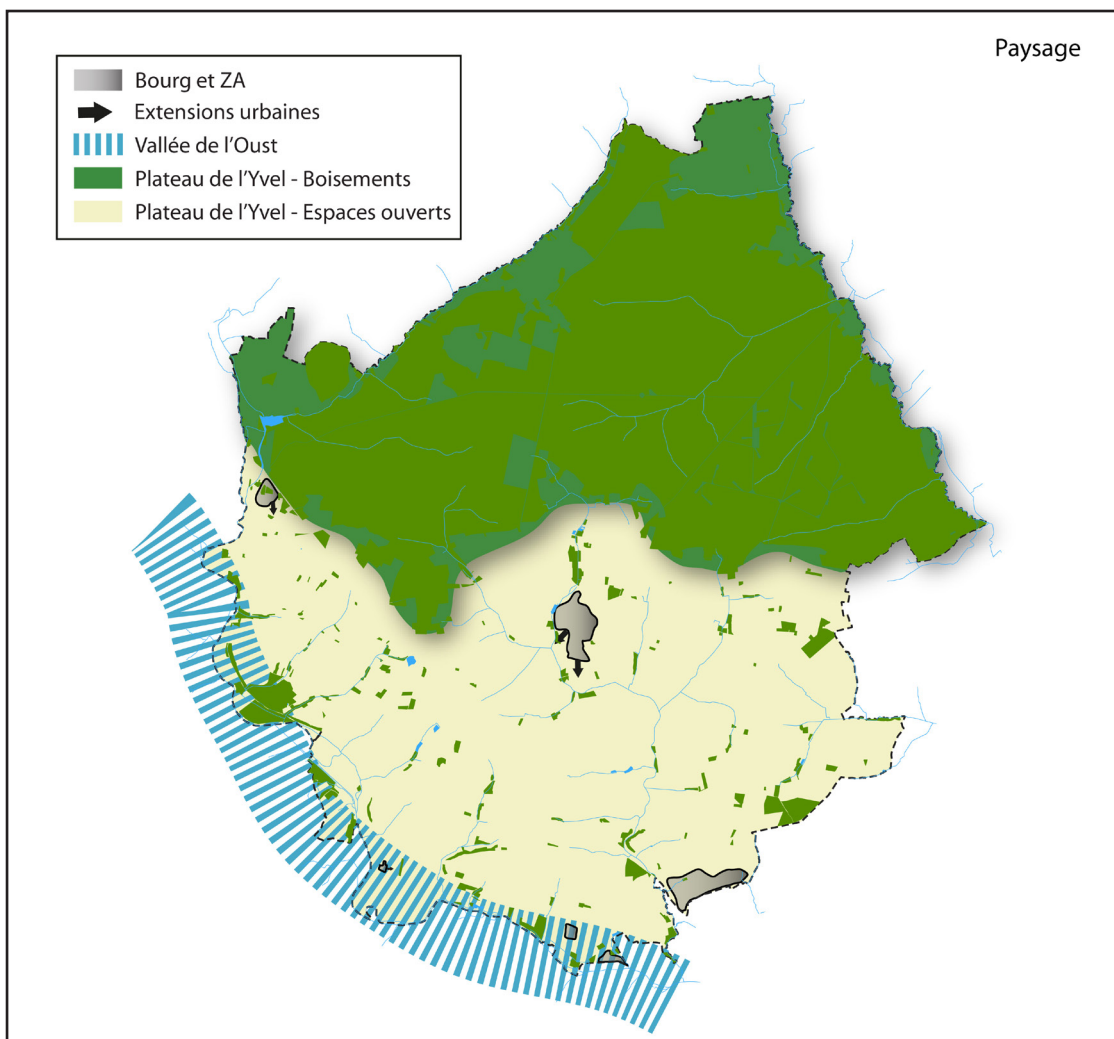 Paysage
Bourg et ZA
Extensions urbaines
Vallée de l'Oust
Plateau de l'Yvel - Boisements
Plateau de l'Yvel - Espaces ouverts